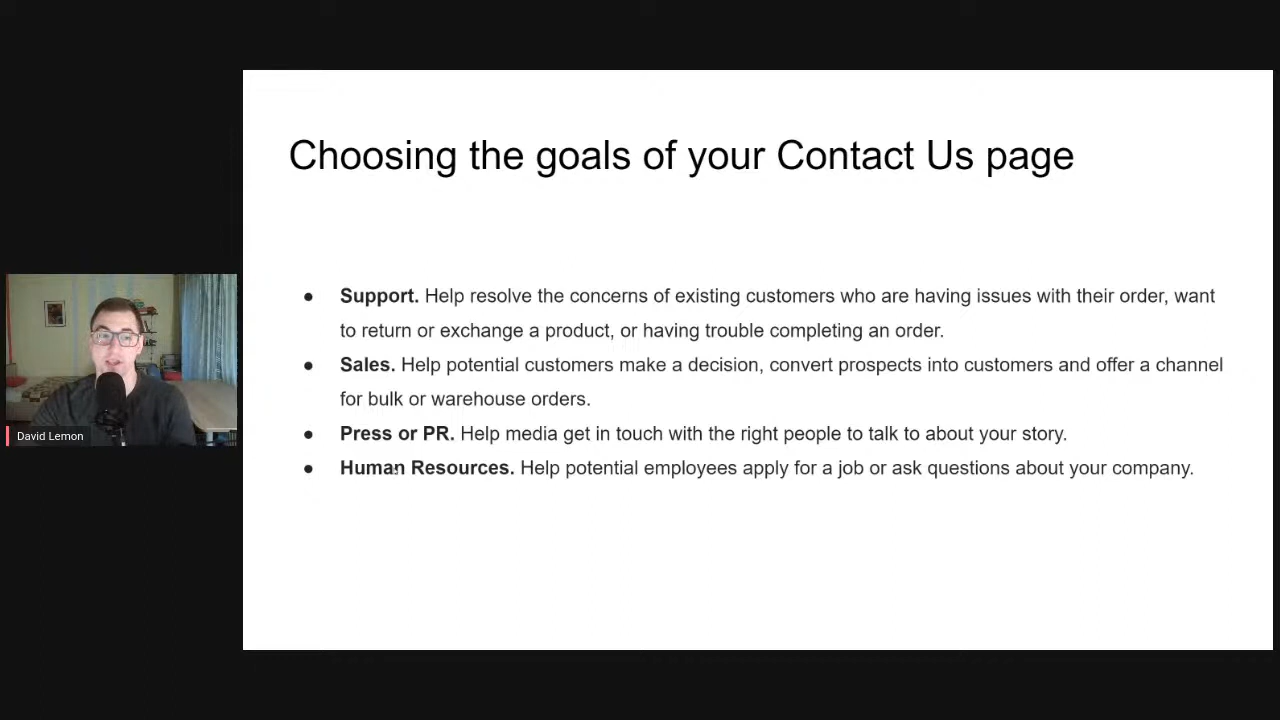 Choosing the goals of your Contact Us page
● Support. Help resolve the concerns of existing customers who are having issues with their order, want
to return or exchange a product, or having trouble completing an order.
● Sales. Help potential customers make a decision, convert prospects into customers and offer a channel
for bulk or warehouse orders.
● Press or PR. Help media get in touch with the right people to talk to about your story.
● Human Resources. Help potential employees apply for a job or ask questions about your company.
David Lemon